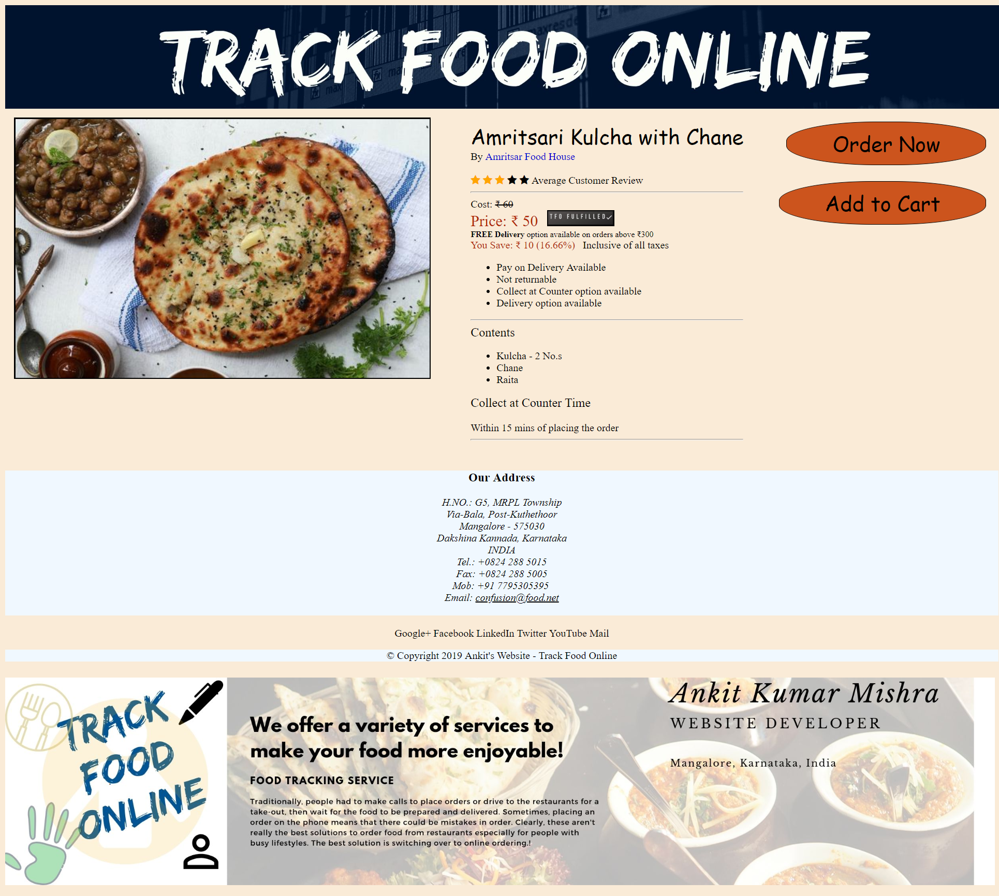 TRACK FOOD ONLINE
Amritsari Kulcha with Chane
By Amritsar Food House
Average Customer Review
Cost: ₹ 60
Price: ₹ 50 TFO FULFILLED
FREE Delivery option available on orders above ₹300
You Save: ₹ 10 (16.66%) Inclusive of all taxes
• Pay on Delivery Available
• Not returnable
• Collect at Counter option available
• Delivery option available
Contents
• Kulcha - 2 No.s
• Chane
• Raita
Collect at Counter Time
Within 15 mins of placing the order
Order Now
Add to Cart
Our Address
H.NO.: G5, MRPL Township
Via-Bala, Post-Kuthethoor
Mangalore - 575030
Dakshina Kannada, Karnataka
INDIA
Tel.: +0824 288 5015
Fax: +0824 288 5005
Mob: +91 7795305395
Email: confusion@food.net
Google+ Facebook LinkedIn Twitter YouTube Mail
© Copyright 2019 Ankit's Website - Track Food Online
TRACK
FOOD
ONLINE
We offer a variety of services to
make your food more enjoyable!
FOOD TRACKING SERVICE
Traditionally, people had to make calls to place orders or drive to the restaurants for a
take-out, then wait for the food to be prepared and delivered. Sometimes, placing an
order on the phone means that there could be mistakes in order. Clearly, these aren't
really the best solutions to order food from restaurants especially for people with
busy lifestyles. The best solution is switching over to online ordering.!
Ankit Kumar Mishra
WEBSITE DEVELOPER
Mangalore, Karnataka, India